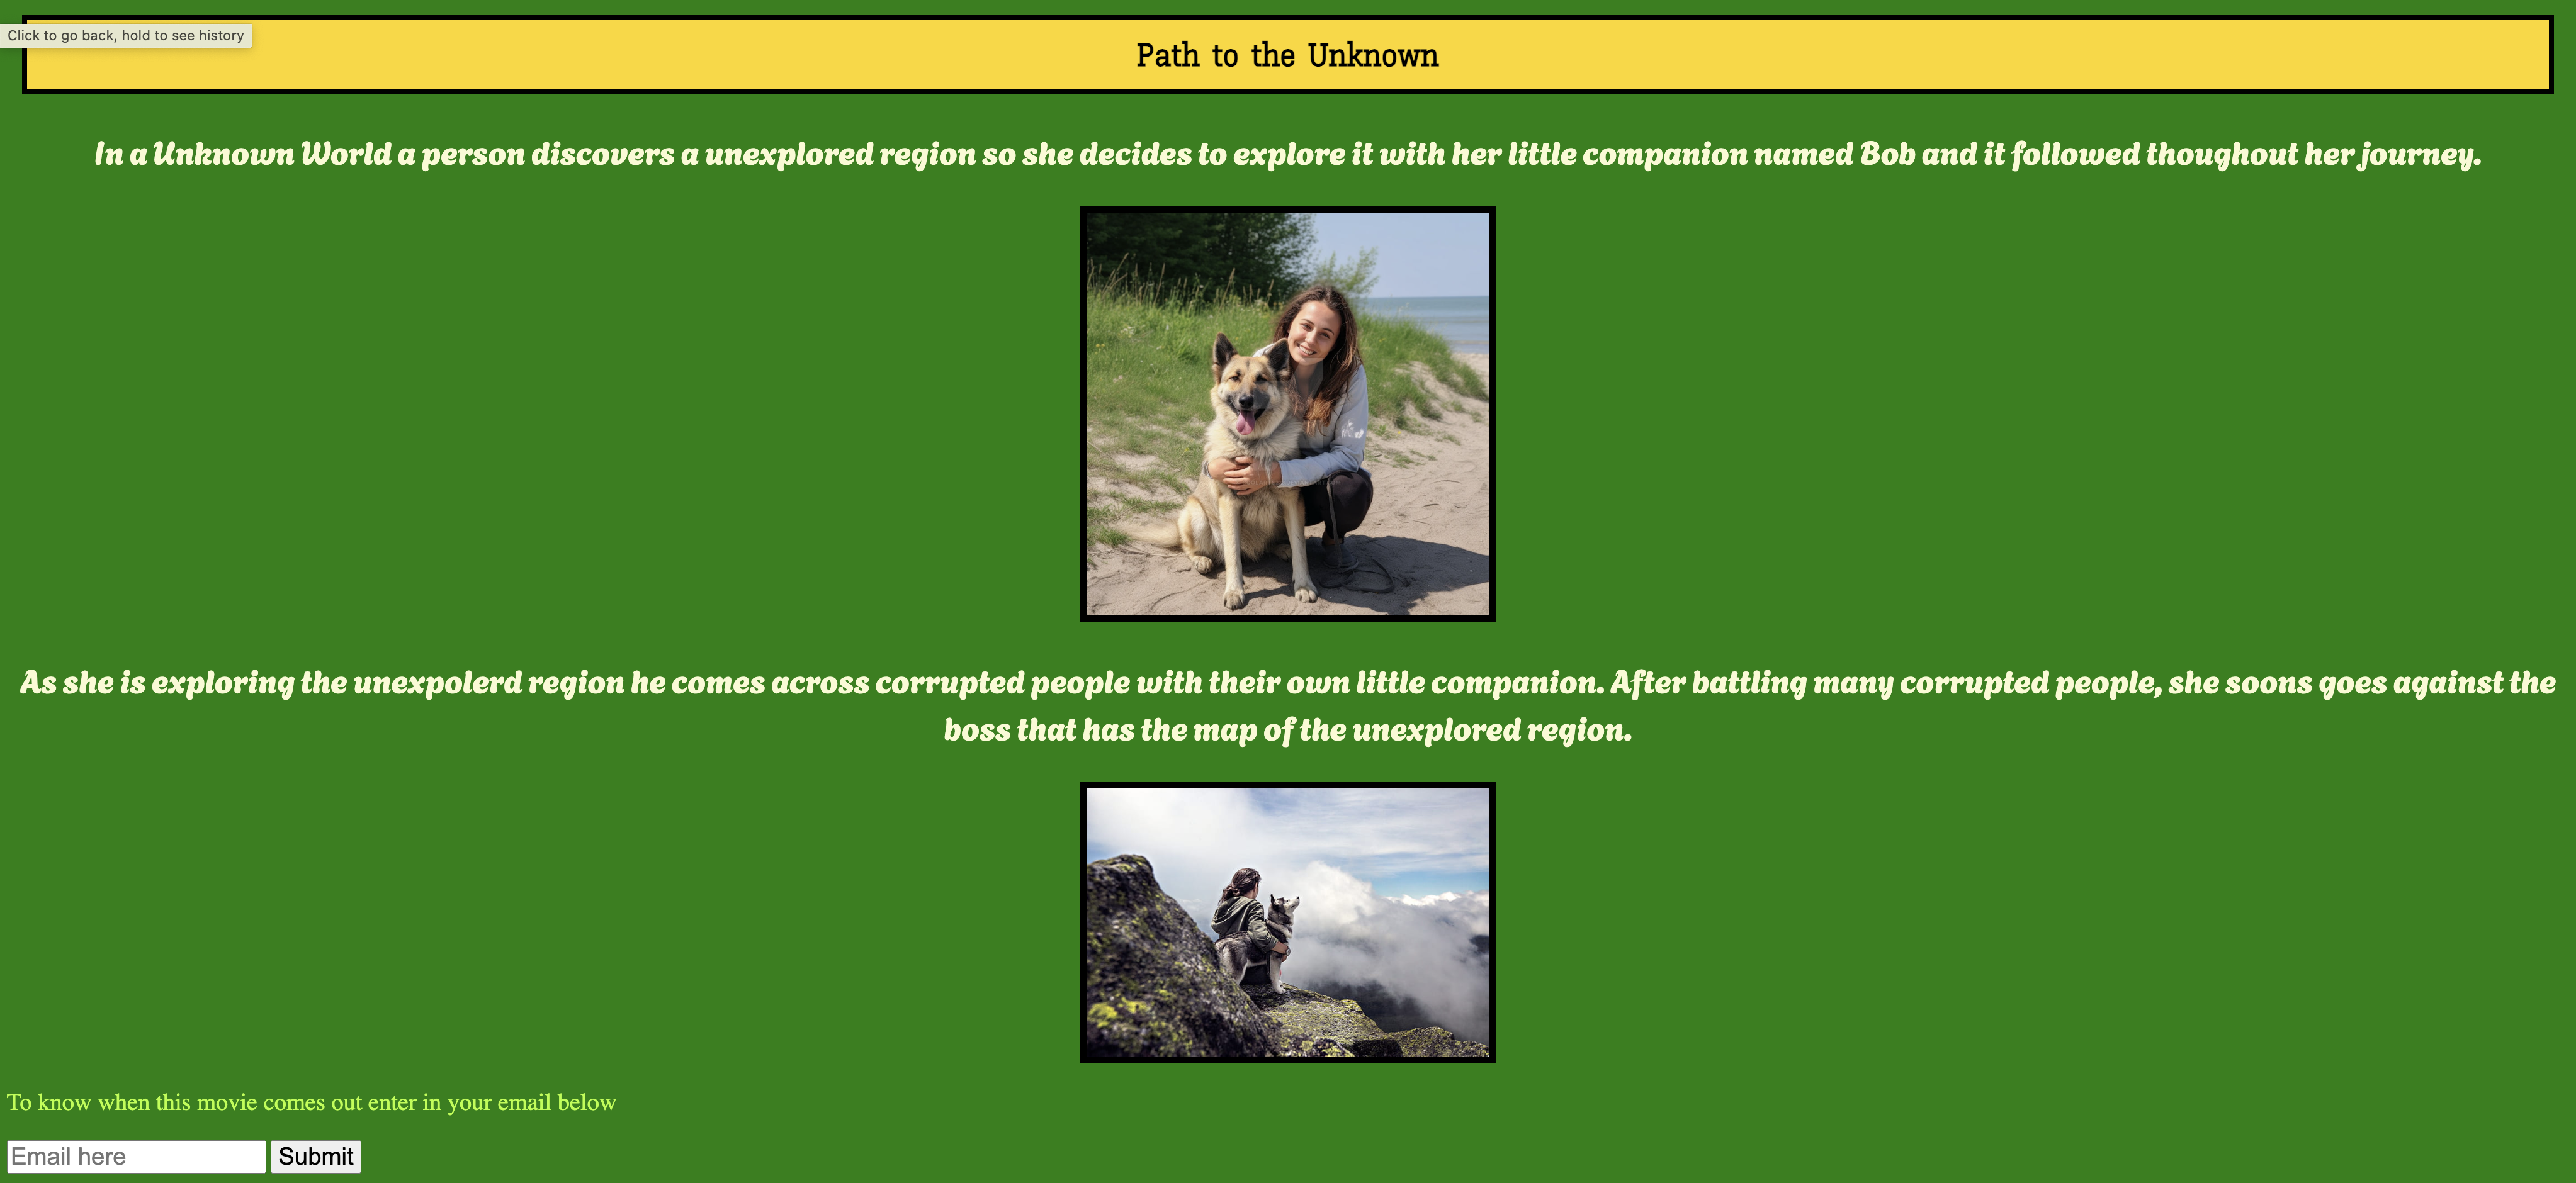 Click to go back, hold to see history
Path to the Unknown
In a Unknown World a person discovers a unexplored region so she decides to explore it with her little companion named Bob and it followed thoughout her journey.
As she is exploring the unexpolerd region he comes across corrupted people with their own little companion. After battling many corrupted people, she soons goes against the
boss that has the map of the unexplored region.
To know when this movie comes out enter in your email below
Email here Submit